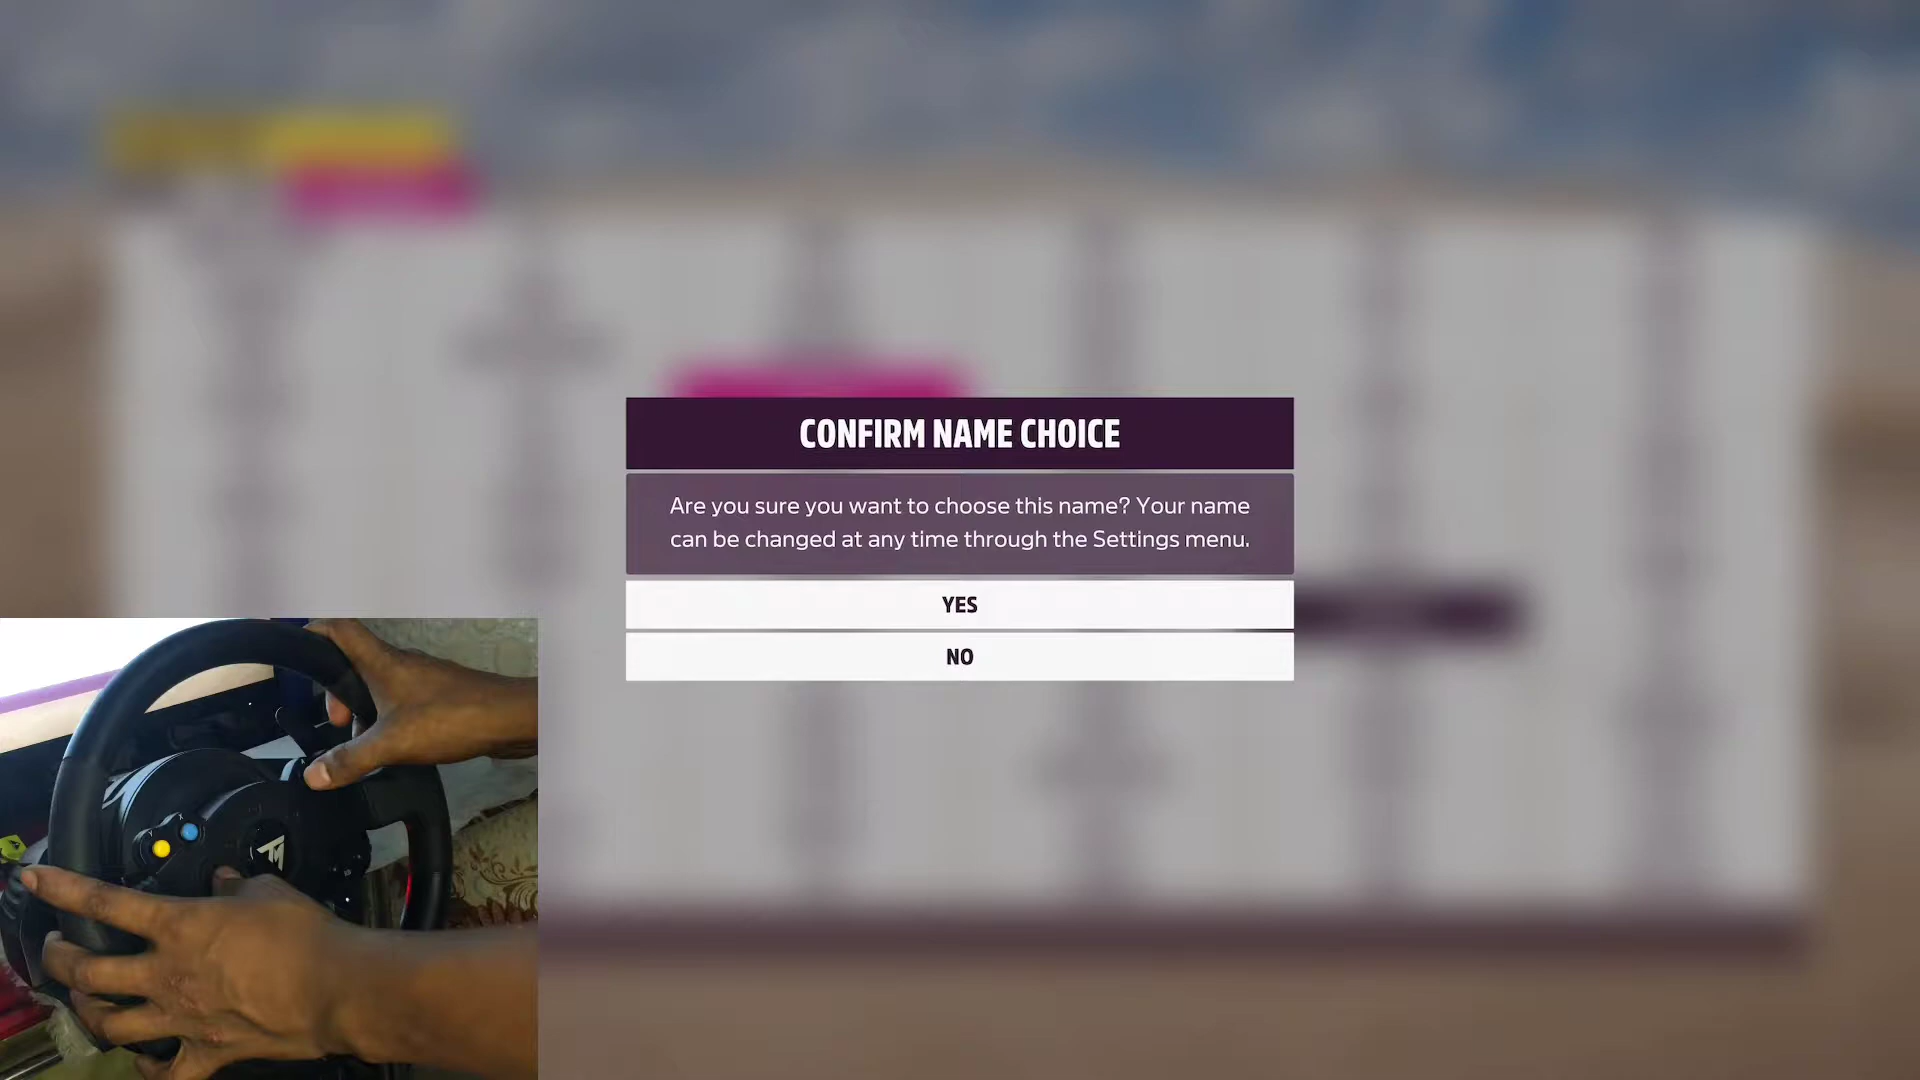 CONFIRM NAME CHOICE
Are you sure you want to choose this name? Your name
can be changed at any time through the Settings menu.
YES
NO